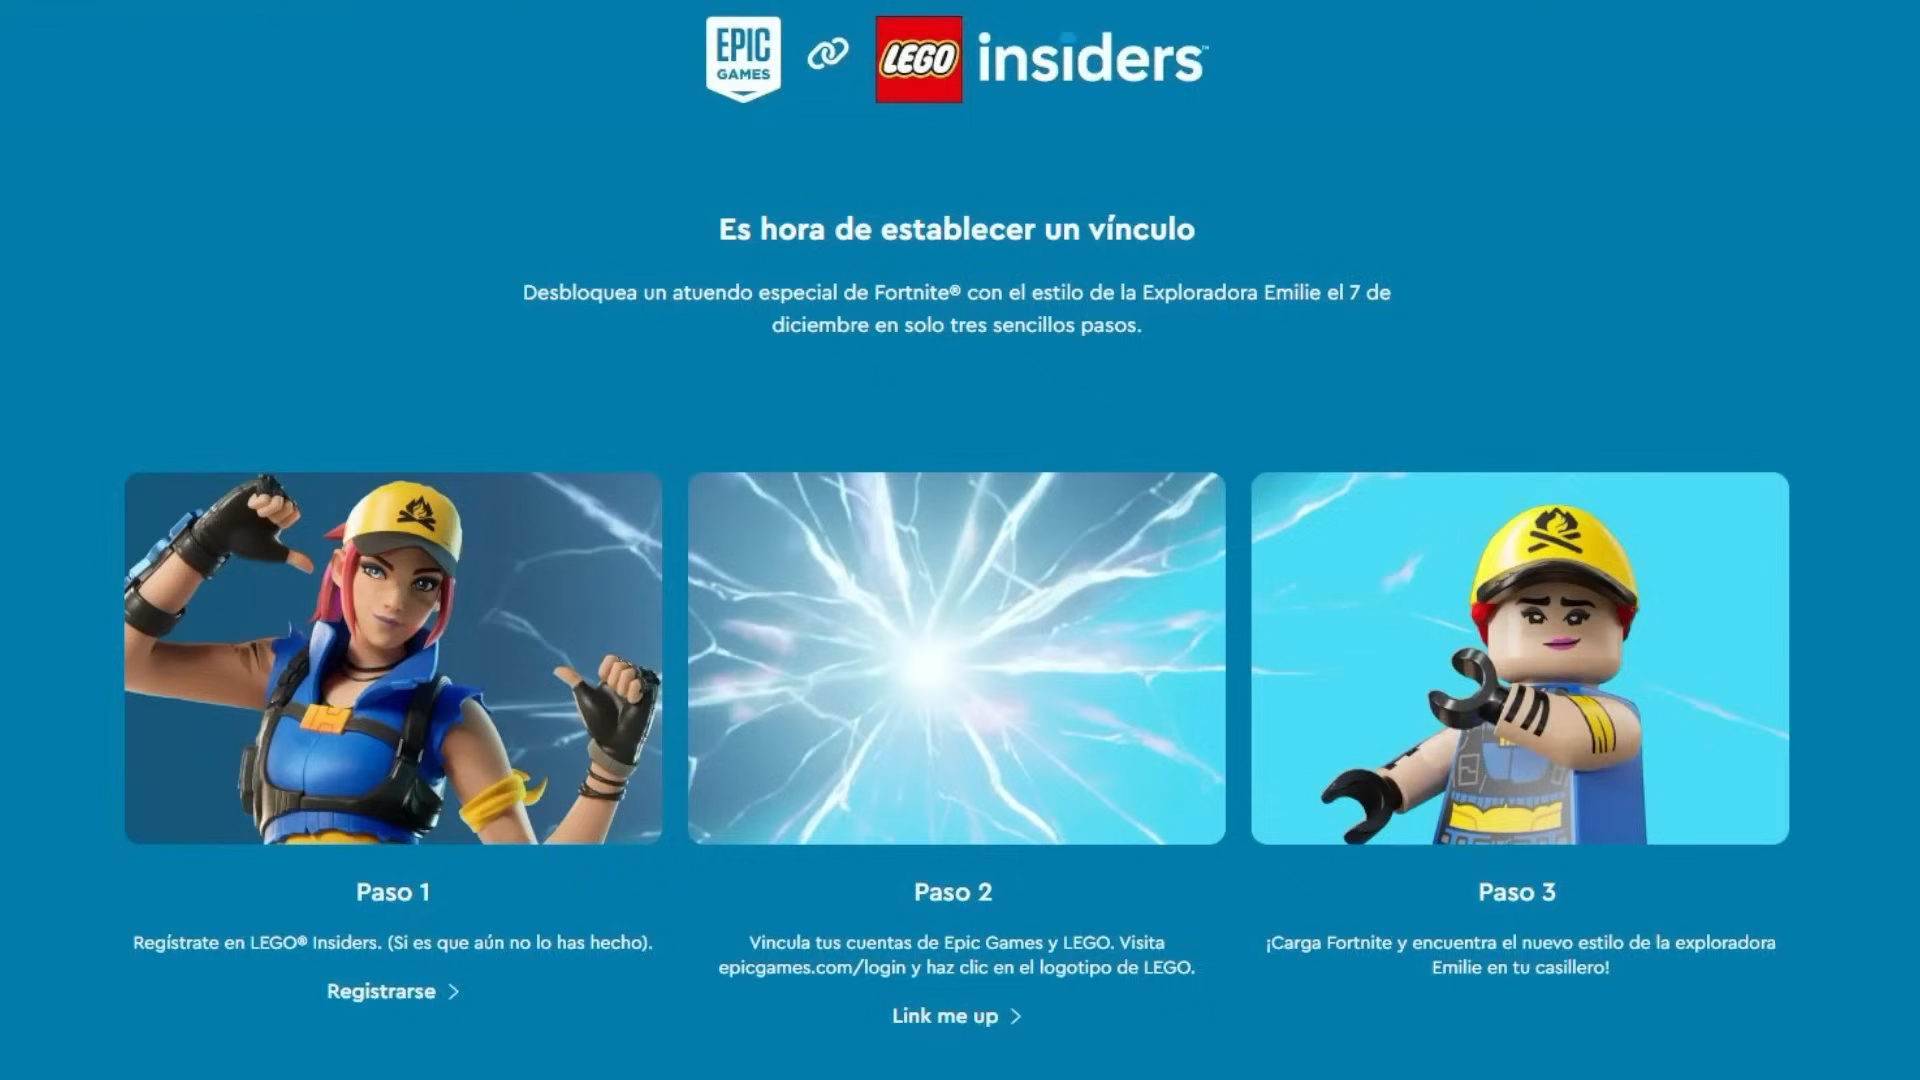 EPIC
GAMES
LEGO insiders™
Es hora de establecer un vínculo
Desbloquea un atuendo especial de Fortnite® con el estilo de la Exploradora Emilie el 7 de
diciembre en solo tres sencillos pasos.
Paso 1
Regístrate en LEGO® Insiders. (Si es que aún no lo has hecho).
Registrarse
Paso 2
Vincula tus cuentas de Epic Games y LEGO. Visita
epicgames.com/login y haz clic en el logotipo de LEGO.
Link me up
Paso 3
¡Carga Fortnite y encuentra el nuevo estilo de la exploradora
Emilie en tu casillero!